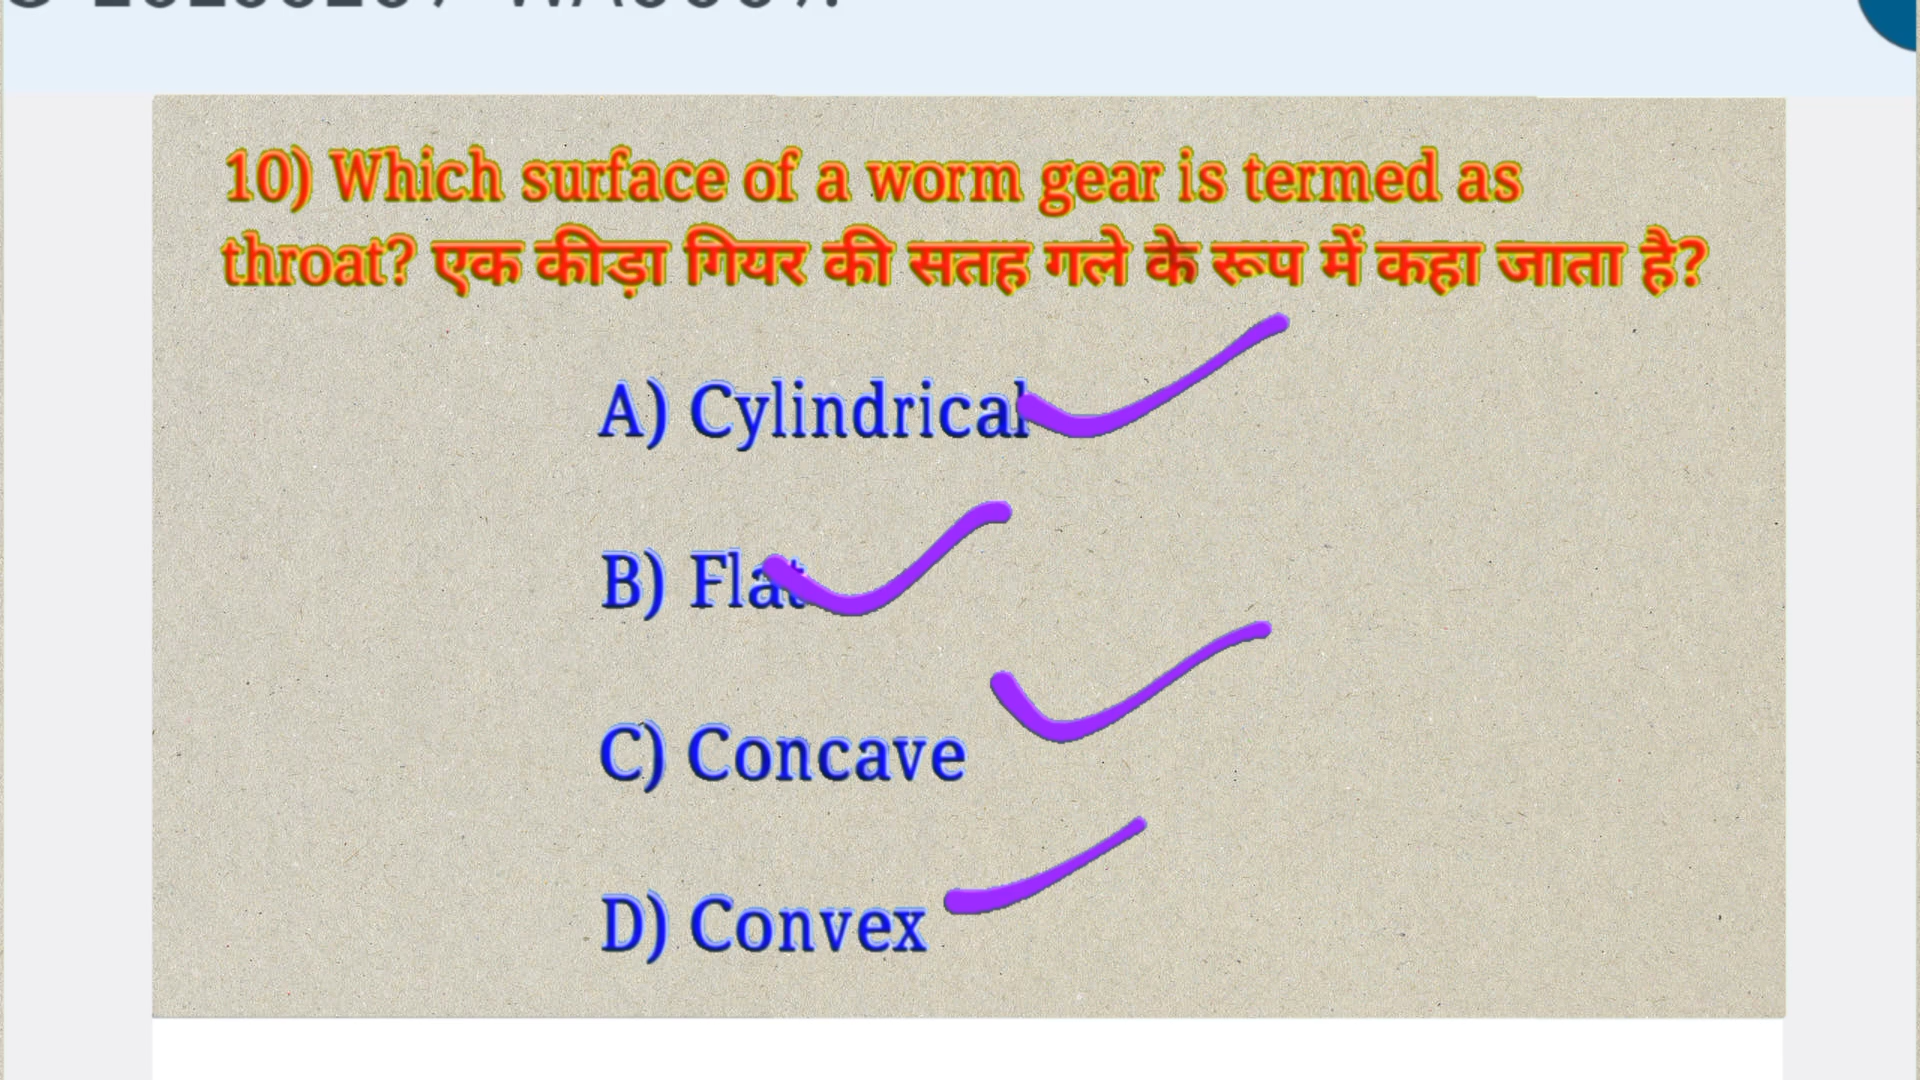 10) Which surface of a worm gear is termed as
throat? एक कीड़ा गियर की सतह गले के रूप में कहा जाता है?
A) Cylindrical
B) Flat
C) Concave
D) Convex